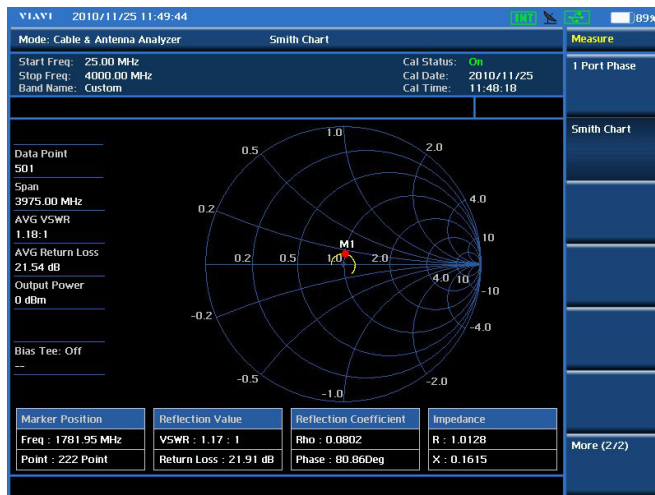 VIAVI 2010/11/25 11:49:44 INT 89%
Mode: Cable & Antenna Analyzer Smith Chart Measure
Start Freq: 25.00 MHz Cal Status: On
Stop Freq: 4000.00 MHz Cal Date: 2010/11/25
Band Name: Custom Cal Time: 11:48:18
1 Port Phase
Smith Chart
More (2/2)
Data Point
501
Span
3975.00 MHz
AVG VSWR
1.18:1
AVG Return Loss
21.54 dB
Output Power
0 dBm
Bias Tee: Off
--
1.0
0.5 2.0
0.2 4.0
10
M1
0.2 0.5 1.0 2.0 4.0 10
-10
-0.2 -4.0
-0.5 -2.0
-1.0
Marker Position Reflection Value Reflection Coefficient Impedance
Freq : 1781.95 MHz VSWR : 1.17 : 1 Rho : 0.0802 R : 1.0128
Point : 222 Point Return Loss : 21.91 dB Phase : 80.86Deg X : 0.1615